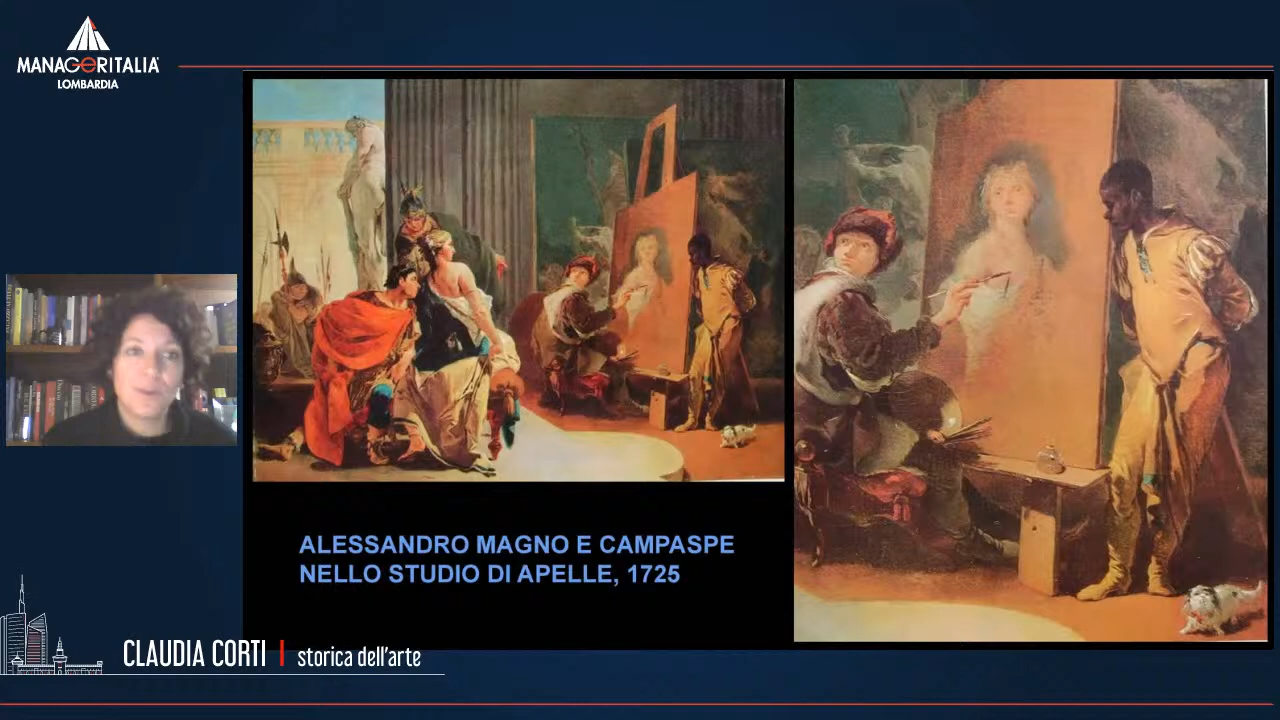 MANAGERITALIA
LOMBARDIA
ALESSANDRO MAGNO E CAMPASPE
NELLO STUDIO DI APELLE, 1725
CLAUDIA CORTI | storica dell'arte